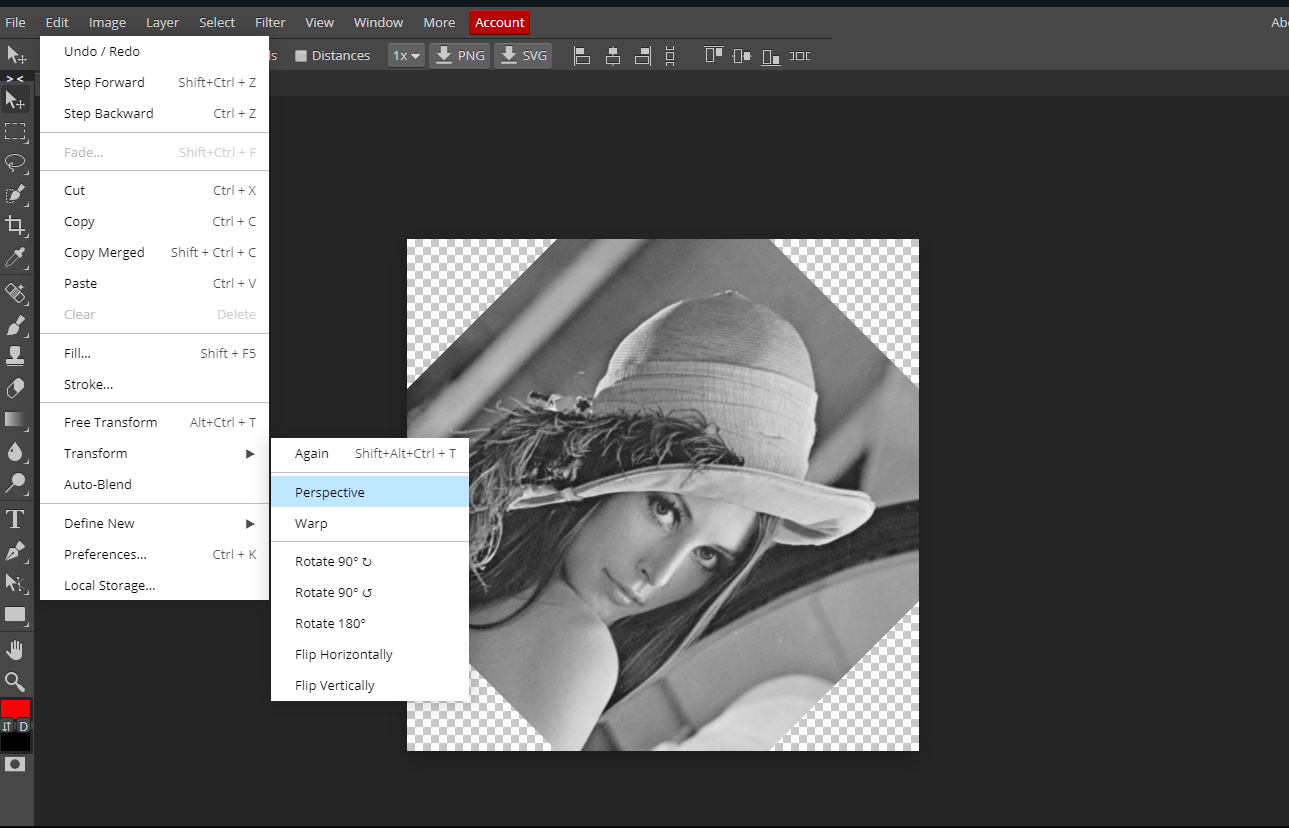 File Edit Image Layer Select Filter View Window More Account Abo
ls Distances 1x PNG SVG
> <
Undo / Redo
Step Forward Shift+Ctrl + Z
Step Backward Ctrl + Z
Fade... Shift+Ctrl + F
Cut Ctrl + X
Copy Ctrl + C
Copy Merged Shift + Ctrl + C
Paste Ctrl + V
Clear Delete
Fill... Shift + F5
Stroke...
Free Transform Alt+Ctrl + T
Transform ▶
Auto-Blend
Define New ▶
Preferences... Ctrl + K
Local Storage...
Again Shift+Alt+Ctrl + T
Perspective
Warp
Rotate 90° ↻
Rotate 90° ↺
Rotate 180°
Flip Horizontally
Flip Vertically
T
D